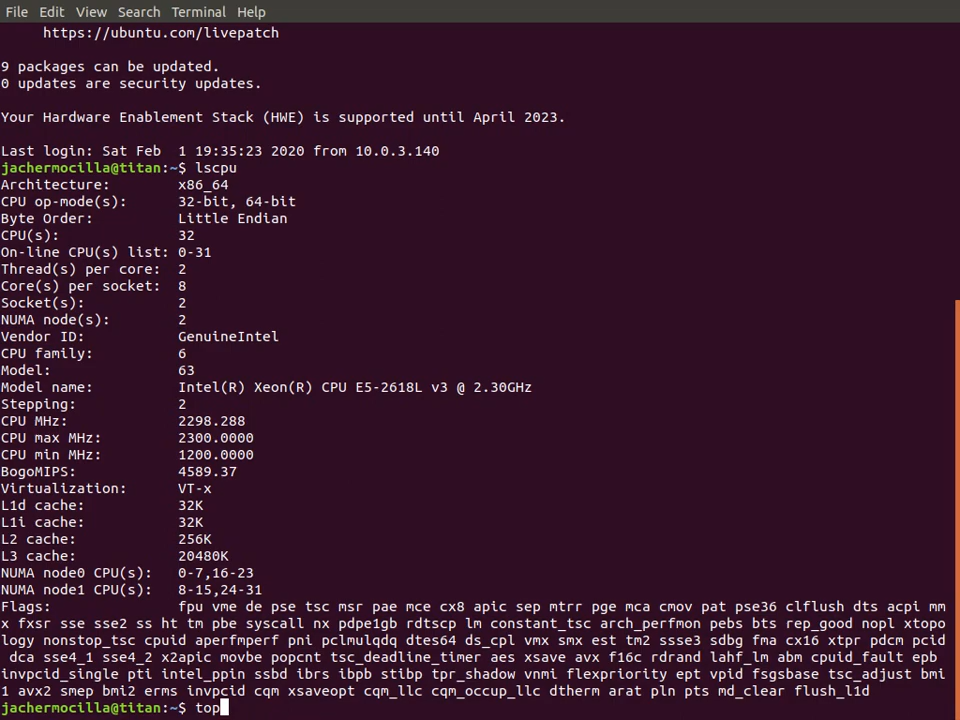 File Edit View Search Terminal Help
https://ubuntu.com/livepatch
9 packages can be updated.
0 updates are security updates.
Your Hardware Enablement Stack (HWE) is supported until April 2023.
Last login: Sat Feb  1 19:35:23 2020 from 10.0.3.140
jachermocilla@titan:~$ lscpu
Architecture:        x86_64
CPU op-mode(s):      32-bit, 64-bit
Byte Order:          Little Endian
CPU(s):              32
On-line CPU(s) list: 0-31
Thread(s) per core:  2
Core(s) per socket:  8
Socket(s):           2
NUMA node(s):        2
Vendor ID:           GenuineIntel
CPU family:          6
Model:               63
Model name:          Intel(R) Xeon(R) CPU E5-2618L v3 @ 2.30GHz
Stepping:            2
CPU MHz:             2298.288
CPU max MHz:         2300.0000
CPU min MHz:         1200.0000
BogoMIPS:            4589.37
Virtualization:      VT-x
L1d cache:           32K
L1i cache:           32K
L2 cache:            256K
L3 cache:            20480K
NUMA node0 CPU(s):   0-7,16-23
NUMA node1 CPU(s):   8-15,24-31
Flags:               fpu vme de pse tsc msr pae mce cx8 apic sep mtrr pge mca cmov pat pse36 clflush dts acpi mm
x fxsr sse sse2 ss ht tm pbe syscall nx pdpe1gb rdtscp lm constant_tsc arch_perfmon pebs bts rep_good nopl xtopo
logy nonstop_tsc cpuid aperfmperf pni pclmulqdq dtes64 ds_cpl vmx smx est tm2 ssse3 sdbg fma cx16 xtpr pdcm pcid
dca sse4_1 sse4_2 x2apic movbe popcnt tsc_deadline_timer aes xsave avx f16c rdrand lahf_lm abm cpuid_fault epb
invpcid_single pti intel_ppin ssbd ibrs ibpb stibp tpr_shadow vnmi flexpriority ept vpid fsgsbase tsc_adjust bmi
1 avx2 smep bmi2 erms invpcid cqm xsaveopt cqm_llc cqm_occup_llc dtherm arat pln pts md_clear flush_l1d
jachermocilla@titan:~$ top